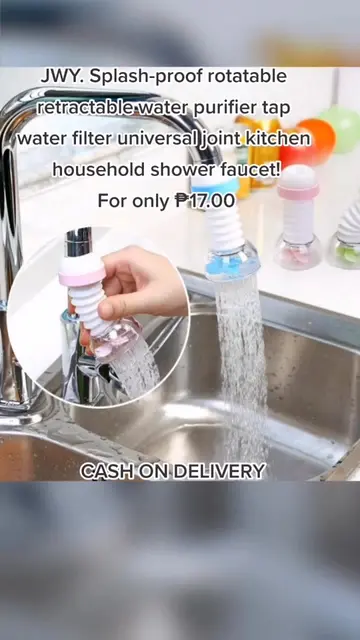 JWY. Splash-proof rotatable
retractable water purifier tap
water filter universal joint kitchen
household shower faucet!
For only ₱17.00
CASH ON DELIVERY